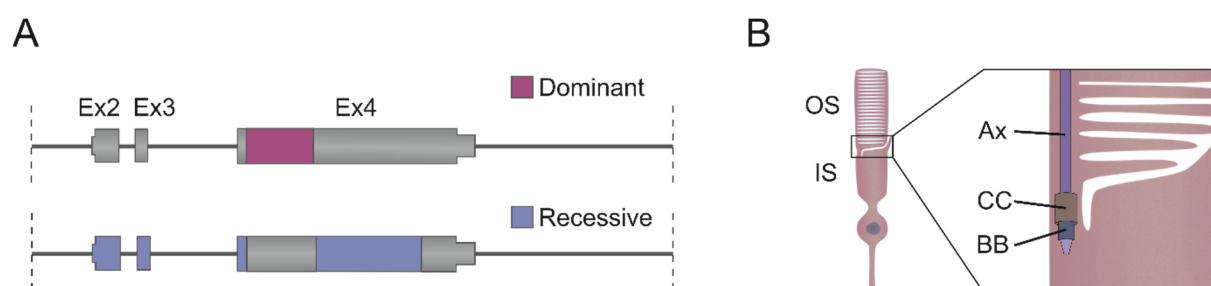 A
Dominant
Ex2 Ex3 Ex4
Recessive
B
OS
IS
Ax
CC
BB